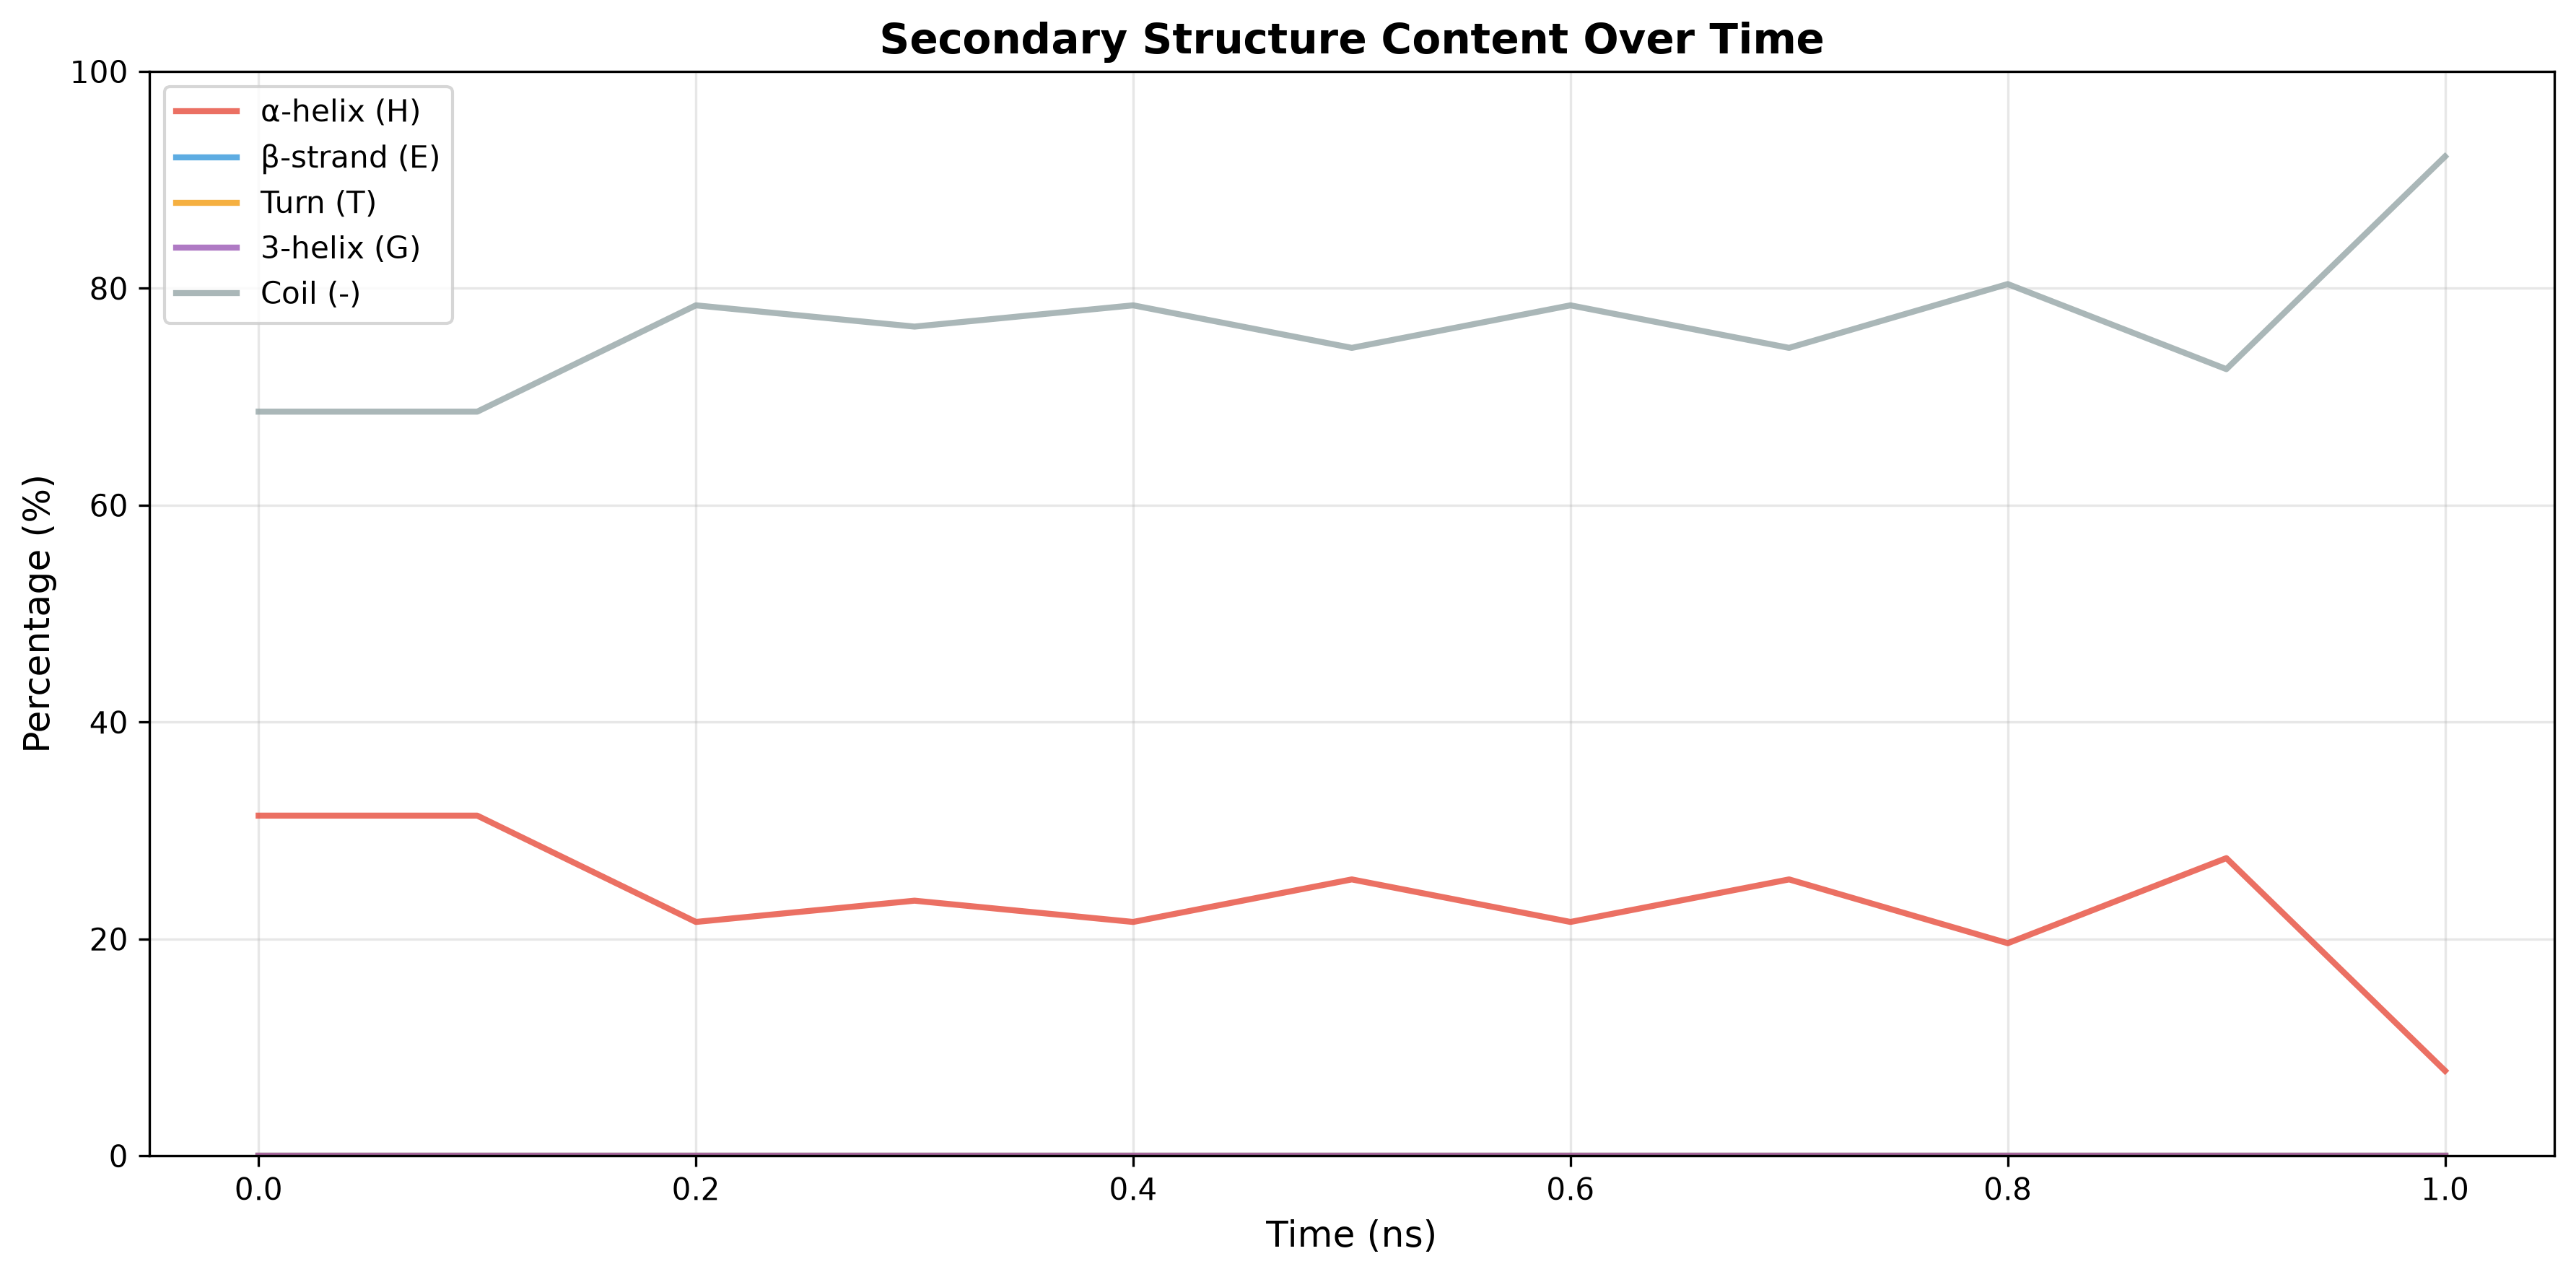 Secondary Structure Content Over Time
100
80
60
40
20
0
Percentage (%)
α-helix (H)
β-strand (E)
Turn (T)
3-helix (G)
Coil (-)
0.0 0.2 0.4 0.6 0.8 1.0
Time (ns)